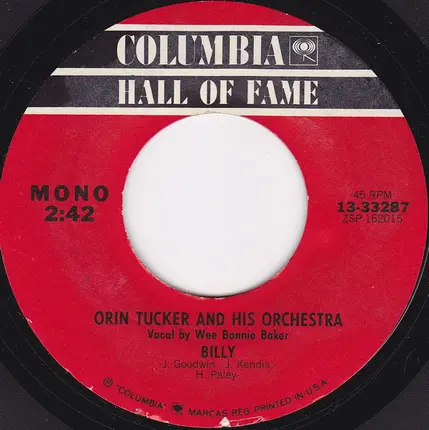 COLUMBIA
HALL OF FAME
MONO
2:42
45 RPM
13-33287
ZSP 162015
ORIN TUCKER AND HIS ORCHESTRA
Vocal by Wee Bonnie Baker
BILLY
J. Goodwin J. Kendis
H. Paley
® "COLUMBIA", MARCAS REG. PRINTED IN U.S.A.